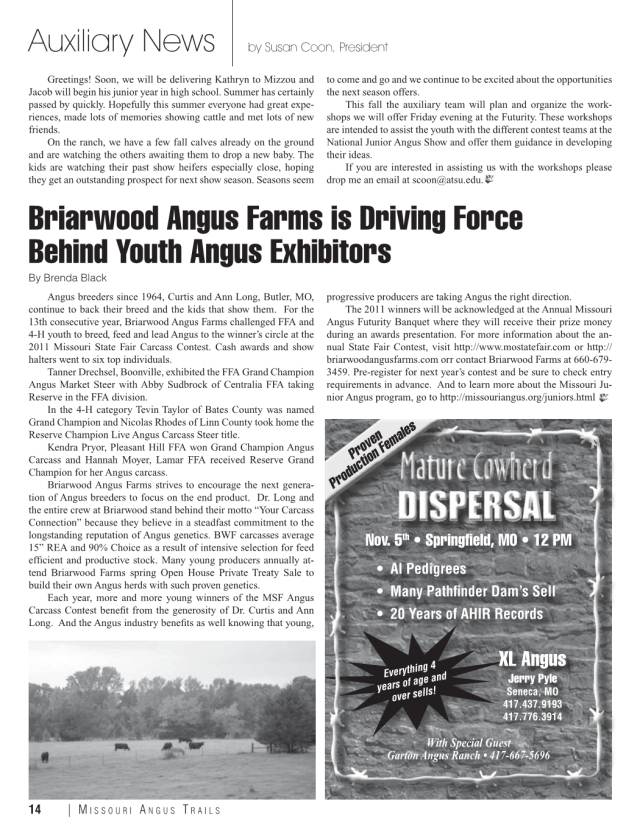 Auxiliary News
by Susan Coon, President
Greetings! Soon, we will be delivering Kathryn to Mizzou and
Jacob will begin his junior year in high school. Summer has certainly
passed by quickly. Hopefully this summer everyone had great expe-
riences, made lots of memories showing cattle and met lots of new
friends.
On the ranch, we have a few fall calves already on the ground
and are watching the others awaiting them to drop a new baby. The
kids are watching their past show heifers especially close, hoping
they get an outstanding prospect for next show season. Seasons seem
to come and go and we continue to be excited about the opportunities
the next season offers.
This fall the auxiliary team will plan and organize the work-
shops we will offer Friday evening at the Futurity. These workshops
are intended to assist the youth with the different contest teams at the
National Junior Angus Show and offer them guidance in developing
their ideas.
If you are interested in assisting us with the workshops please
drop me an email at scoon@atsu.edu.
Briarwood Angus Farms is Driving Force
Behind Youth Angus Exhibitors
By Brenda Black
Angus breeders since 1964, Curtis and Ann Long, Butler, MO,
continue to back their breed and the kids that show them. For the
13th consecutive year, Briarwood Angus Farms challenged FFA and
4-H youth to breed, feed and lead Angus to the winner's circle at the
2011 Missouri State Fair Carcass Contest. Cash awards and show
halters went to six top individuals.
Tanner Drechsel, Boonville, exhibited the FFA Grand Champion
Angus Market Steer with Abby Sudbrock of Centralia FFA taking
Reserve in the FFA division.
In the 4-H category Tevin Taylor of Bates County was named
Grand Champion and Nicolas Rhodes of Linn County took home the
Reserve Champion Live Angus Carcass Steer title.
Kendra Pryor, Pleasant Hill FFA won Grand Champion Angus
Carcass and Hannah Moyer, Lamar FFA received Reserve Grand
Champion for her Angus carcass.
Briarwood Angus Farms strives to encourage the next genera-
tion of Angus breeders to focus on the end product. Dr. Long and
the entire crew at Briarwood stand behind their motto "Your Carcass
Connection" because they believe in a steadfast commitment to the
longstanding reputation of Angus genetics. BWF carcasses average
15" REA and 90% Choice as a result of intensive selection for feed
efficient and productive stock. Many young producers annually at-
tend Briarwood Farms spring Open House Private Treaty Sale to
build their own Angus herds with such proven genetics.
Each year, more and more young winners of the MSF Angus
Carcass Contest benefit from the generosity of Dr. Curtis and Ann
Long. And the Angus industry benefits as well knowing that young,
progressive producers are taking Angus the right direction.
The 2011 winners will be acknowledged at the Annual Missouri
Angus Futurity Banquet where they will receive their prize money
during an awards presentation. For more information about the an-
nual State Fair Contest, visit http://www.mostatefair.com or http://
briarwoodangusfarms.com orr contact Briarwood Farms at 660-679-
3459. Pre-register for next year's contest and be sure to check entry
requirements in advance. And to learn more about the Missouri Ju-
nior Angus program, go to http://missouriangus.org/juniors.html
Proven
Production Females
Mature Cowherd
DISPERSAL
Nov. 5th • Springfield, MO • 12 PM
• AI Pedigrees
• Many Pathfinder Dam's Sell
• 20 Years of AHIR Records
Everything 4
years of age and
over sells!
XL Angus
Jerry Pyle
Seneca, MO
417.437.9193
417.776.3914
With Special Guest
Garton Angus Ranch • 417-667-5696
14 | MISSOURI ANGUS TRAILS